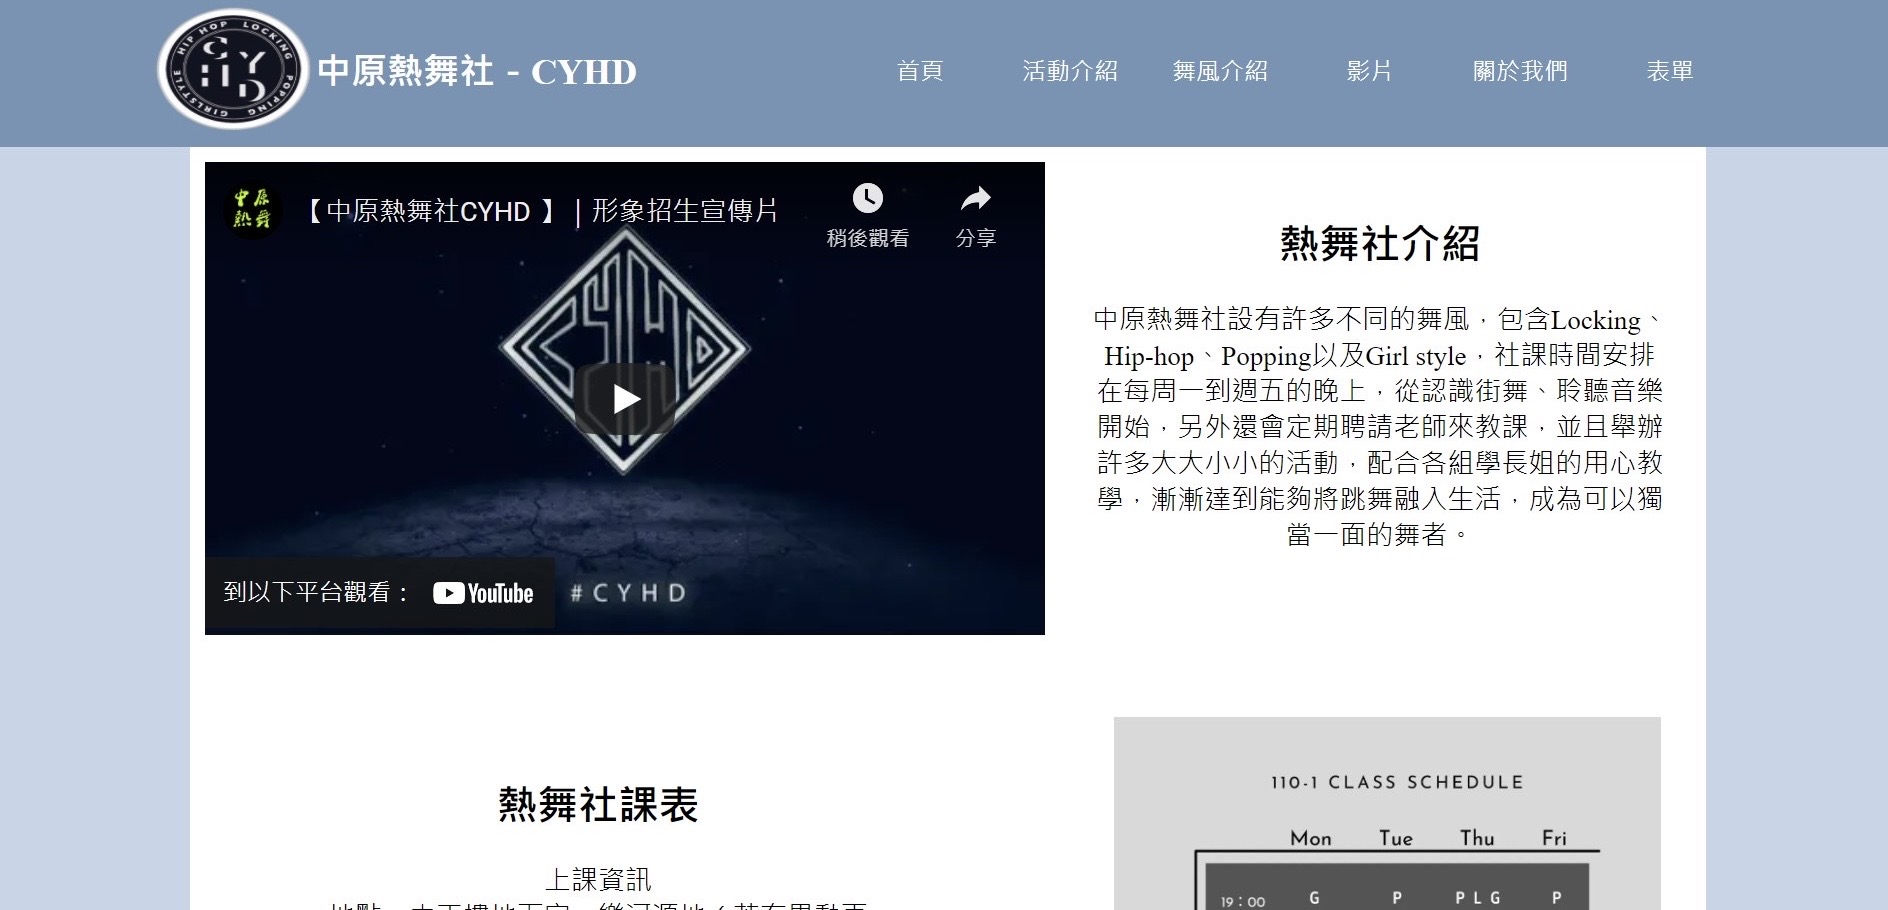 HIP HOP LOCKING POPPING GIRLSTYLE
CYHD
中原熱舞社 - CYHD
首頁
活動介紹
舞風介紹
影片
關於我們
表單
中原
熱舞
【中原熱舞社CYHD 】｜形象招生宣傳片
稍後觀看
分享
CYHD
到以下平台觀看：
YouTube
#CYHD
熱舞社介紹
中原熱舞社設有許多不同的舞風，包含Locking、
Hip-hop、Popping以及Girl style，社課時間安排
在每周一到週五的晚上，從認識街舞、聆聽音樂
開始，另外還會定期聘請老師來教課，並且舉辦
許多大大小小的活動，配合各組學長姐的用心教
學，漸漸達到能夠將跳舞融入生活，成為可以獨
當一面的舞者。
熱舞社課表
上課資訊
110-1 CLASS SCHEDULE
Mon Tue Thu Fri
19：00 G P P L G P